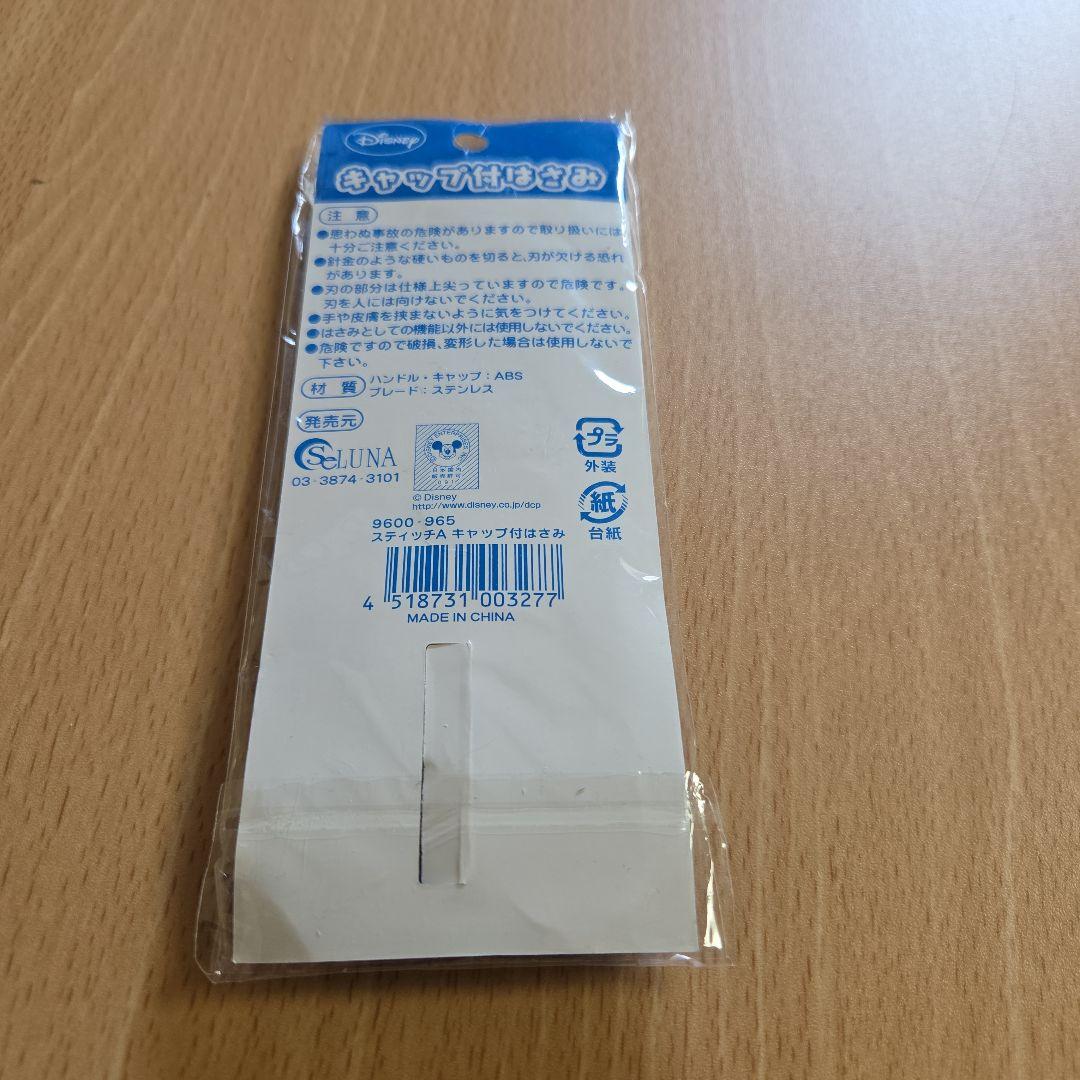 Disney
キャップ付はさみ
注意
●思わぬ事故の危険がありますので取り扱いには
十分ご注意ください。
●針金のような硬いものを切ると、刃が欠ける恐れ
があります。
●刃の部分は仕様上尖っていますので危険です。
刃を人には向けないでください。
●手や皮膚を挟まないように気をつけてください。
●はさみとしての機能以外には使用しないでください。
●危険ですので破損、変形した場合は使用しないで
下さい。
材質
ハンドル・キャップ：ABS
ブレード：ステンレス
発売元
SeLUNA
03-3874-3101
日本国内
販売許可
© Disney
http://www.disney.co.jp/dcp
プラ
外装
紙
台紙
9600-965
スティッチA キャップ付はさみ
4 518731 003277
MADE IN CHINA